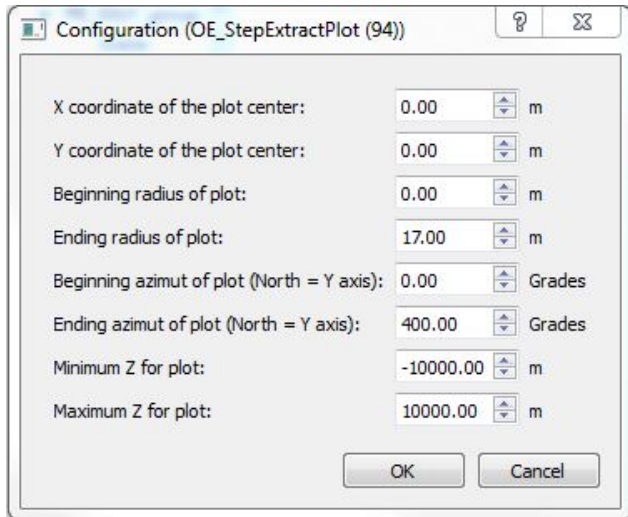 Configuration (OE_StepExtractPlot (94))
X coordinate of the plot center: 0.00 m
Y coordinate of the plot center: 0.00 m
Beginning radius of plot: 0.00 m
Ending radius of plot: 17.00 m
Beginning azimut of plot (North = Y axis): 0.00 Grades
Ending azimut of plot (North = Y axis): 400.00 Grades
Minimum Z for plot: -10000.00 m
Maximum Z for plot: 10000.00 m
OK Cancel